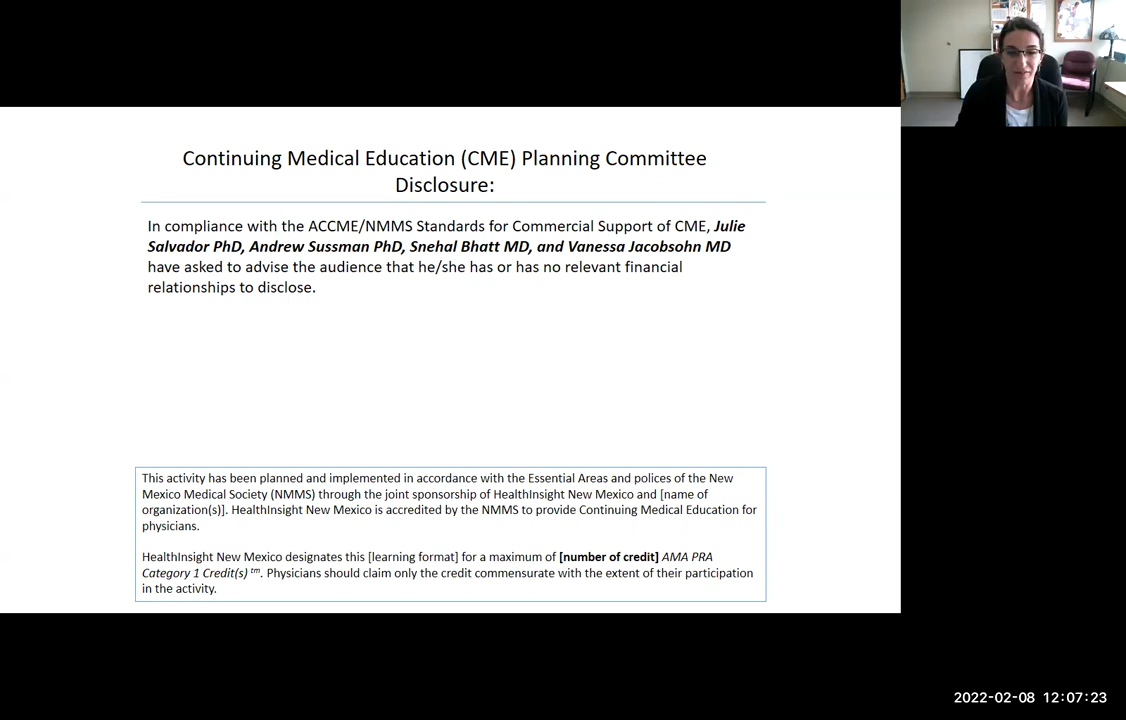 Continuing Medical Education (CME) Planning Committee
Disclosure:
In compliance with the ACCME/NMMS Standards for Commercial Support of CME, Julie
Salvador PhD, Andrew Sussman PhD, Snehal Bhatt MD, and Vanessa Jacobsohn MD
have asked to advise the audience that he/she has or has no relevant financial
relationships to disclose.
This activity has been planned and implemented in accordance with the Essential Areas and polices of the New
Mexico Medical Society (NMMS) through the joint sponsorship of HealthInsight New Mexico and [name of
organization(s)]. HealthInsight New Mexico is accredited by the NMMS to provide Continuing Medical Education for
physicians.
HealthInsight New Mexico designates this [learning format] for a maximum of [number of credit] AMA PRA
Category 1 Credit(s) tm. Physicians should claim only the credit commensurate with the extent of their participation
in the activity.
2022-02-08 12:07:23